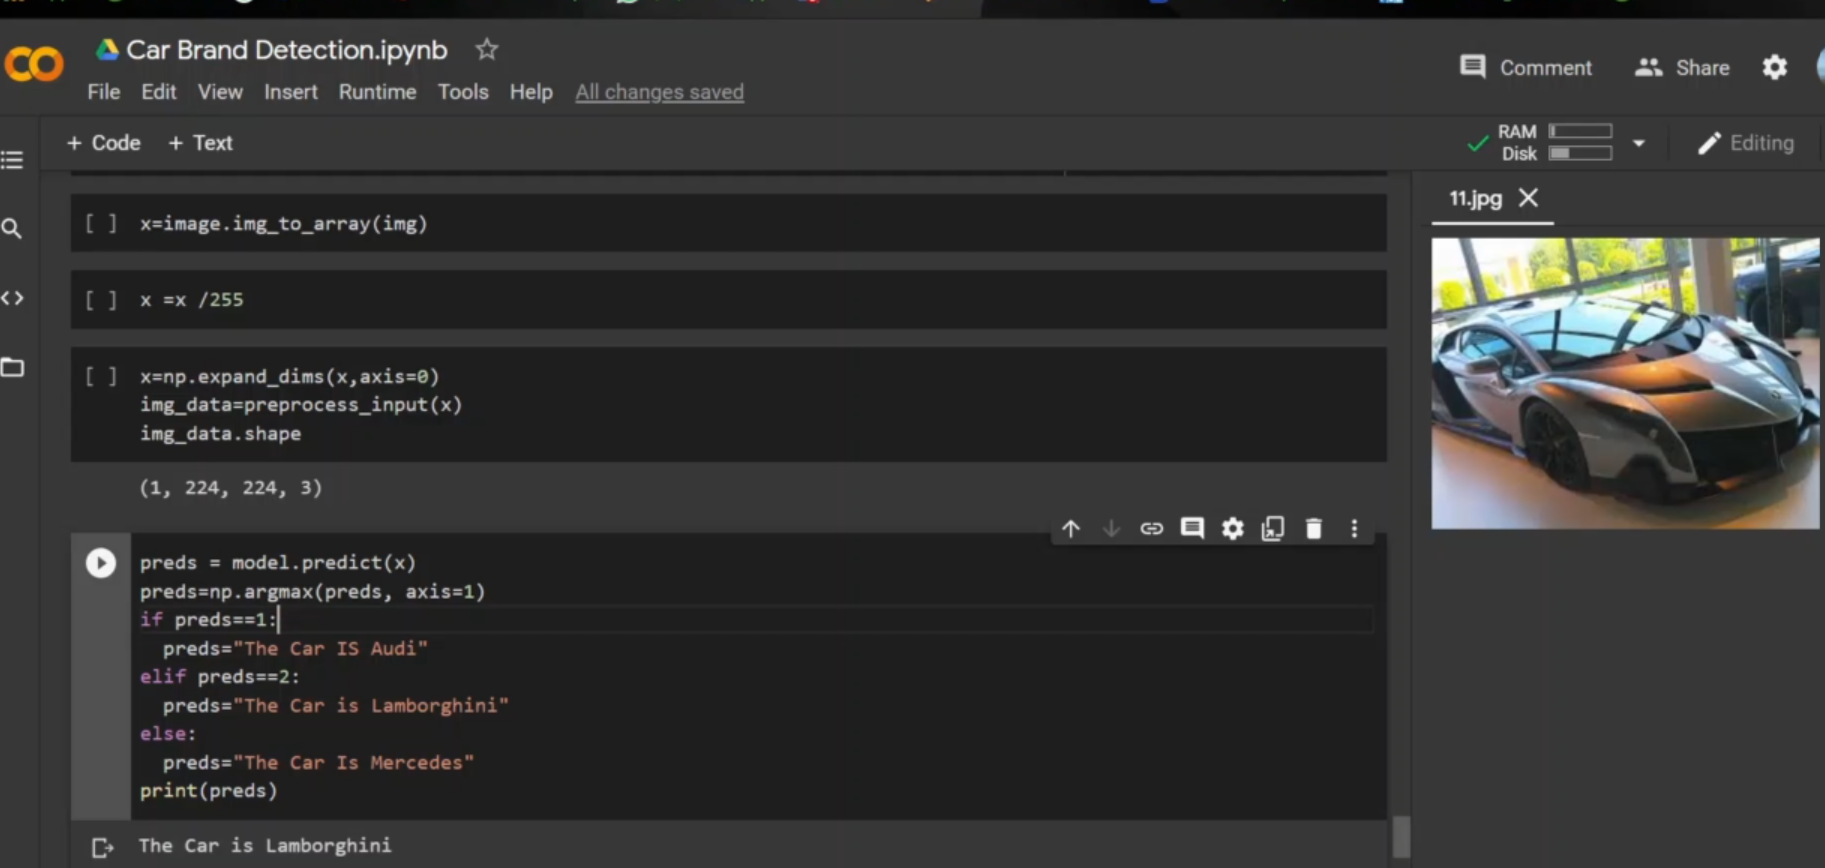 Car Brand Detection.ipynb
Comment
Share
File Edit View Insert Runtime Tools Help All changes saved
+ Code + Text
RAM
Disk
Editing
11.jpg
[ ] x=image.img_to_array(img)
[ ] x =x /255
[ ] x=np.expand_dims(x,axis=0)
img_data=preprocess_input(x)
img_data.shape
(1, 224, 224, 3)
preds = model.predict(x)
preds=np.argmax(preds, axis=1)
if preds==1:
preds="The Car IS Audi"
elif preds==2:
preds="The Car is Lamborghini"
else:
preds="The Car Is Mercedes"
print(preds)
The Car is Lamborghini